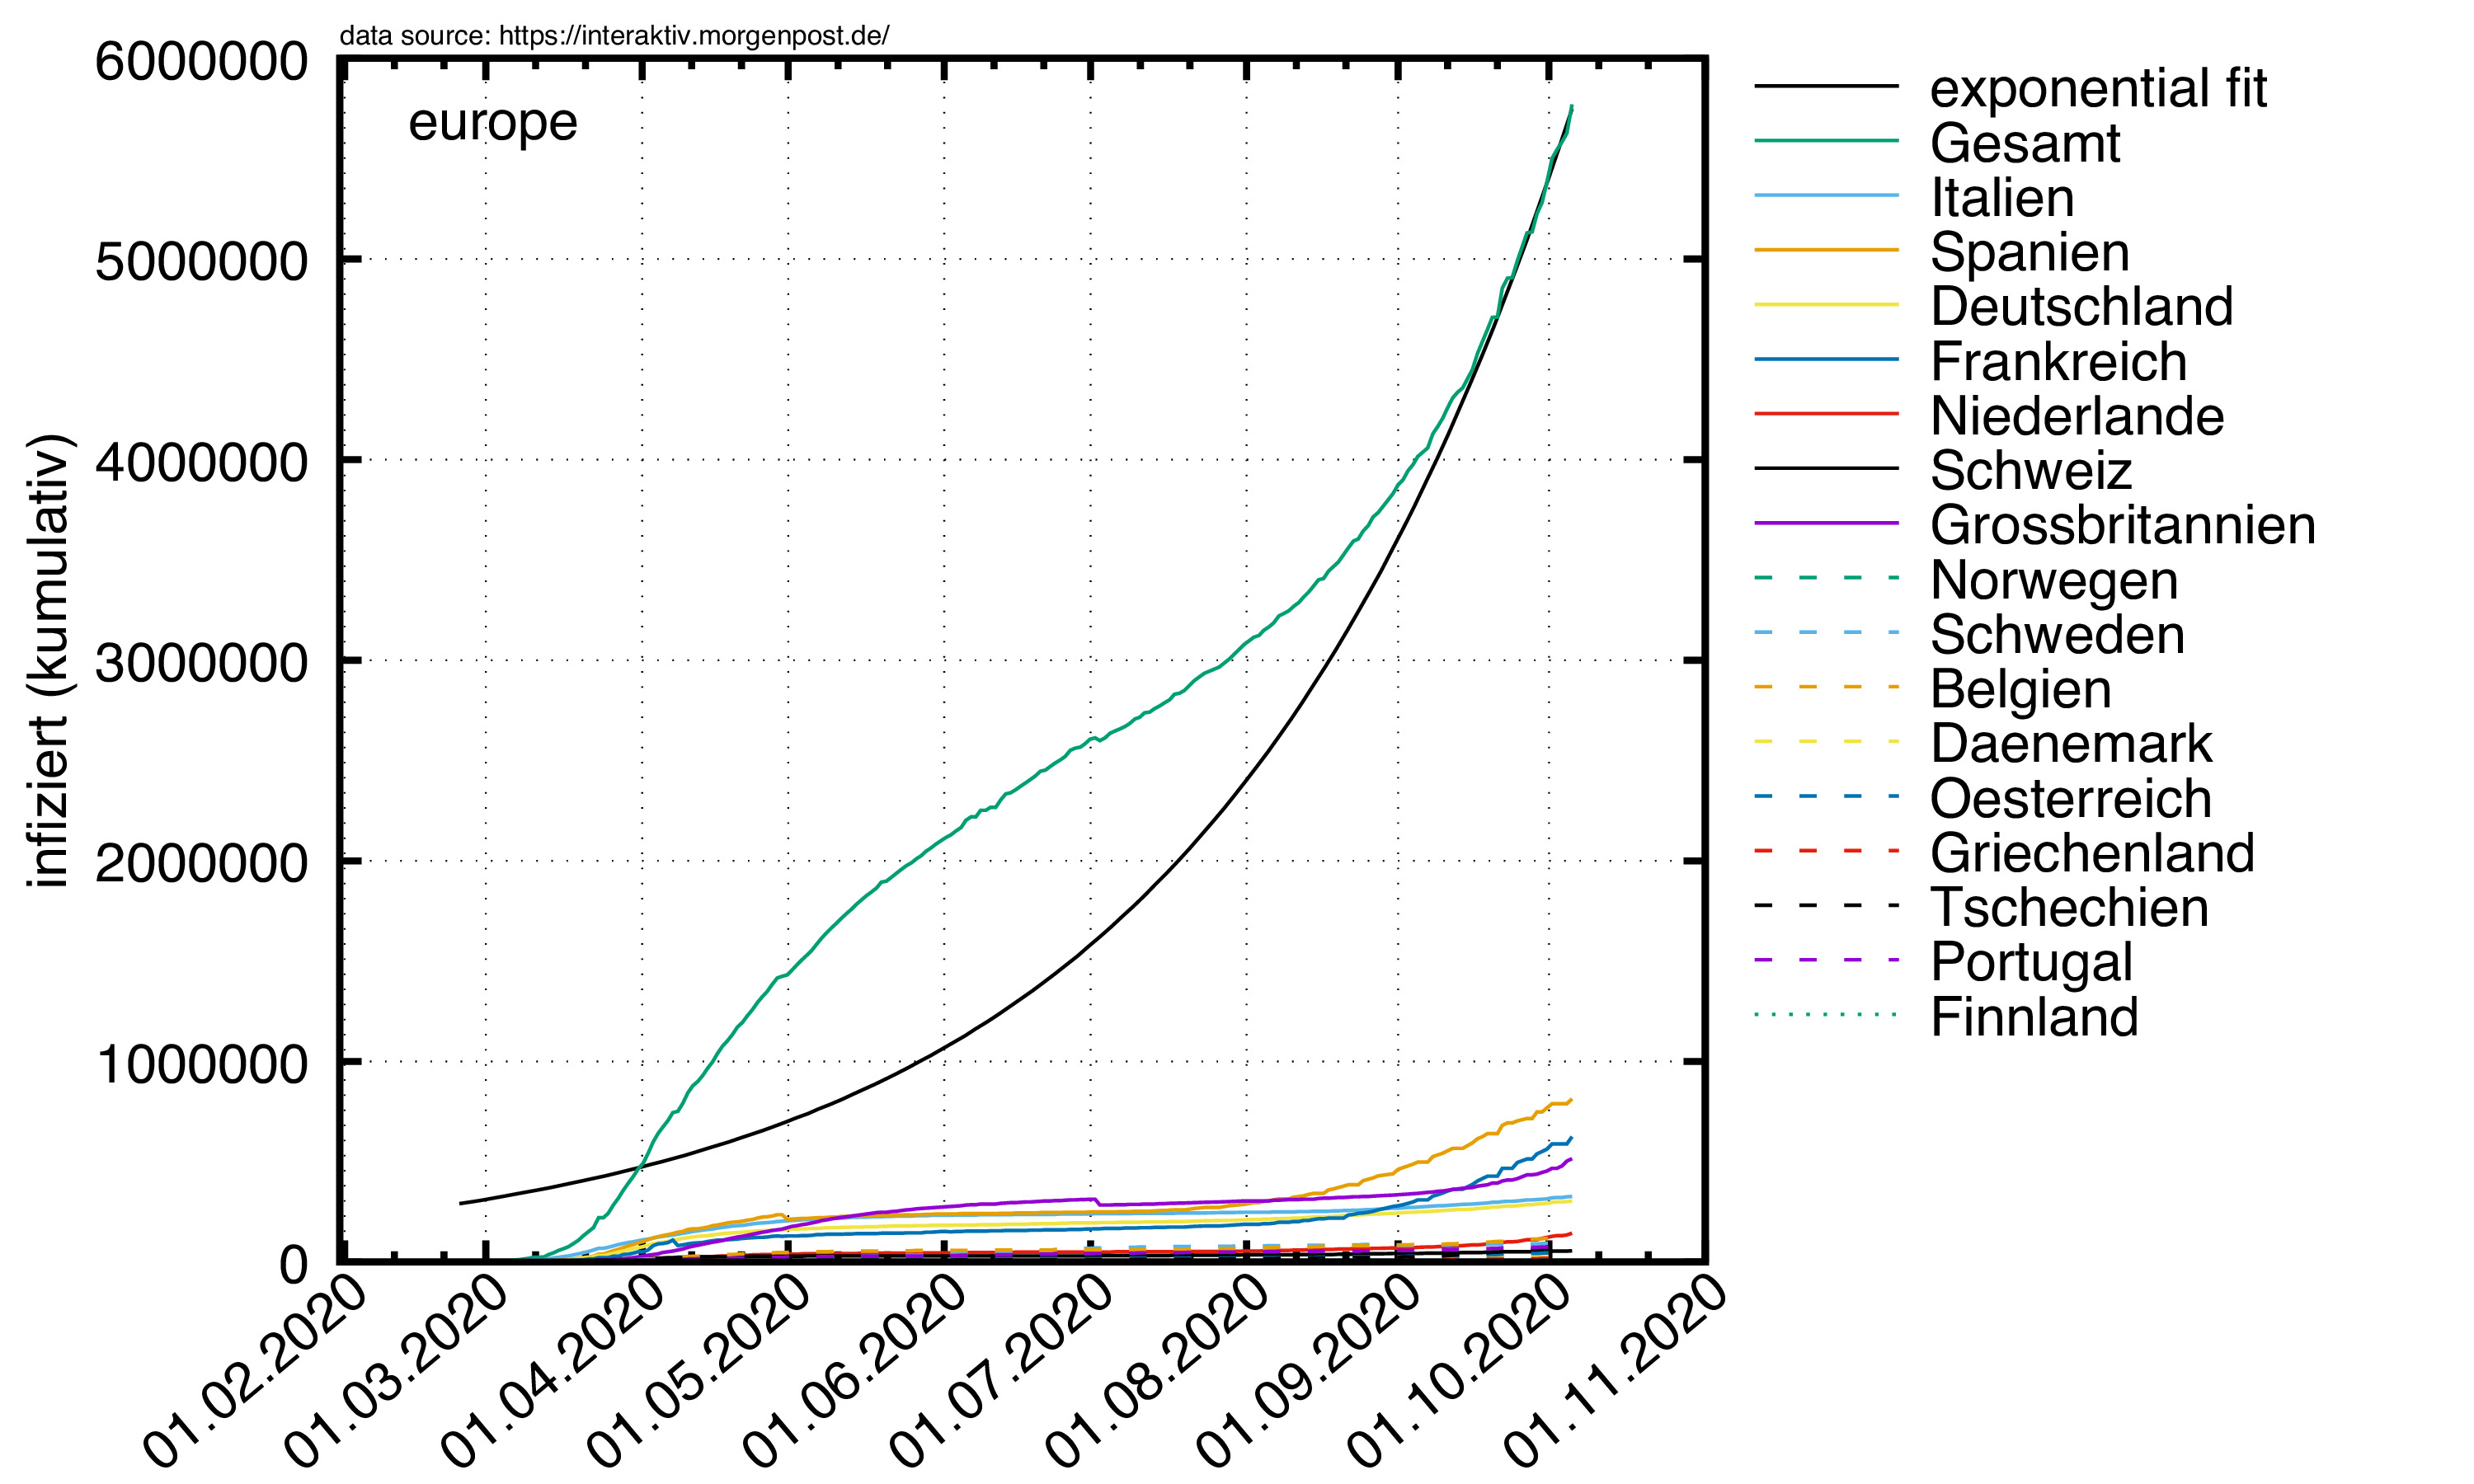 data source: https://interaktiv.morgenpost.de/
6000000
5000000
4000000
3000000
2000000
1000000
0
infiziert (kumulativ)
europe
01.02.2020
01.03.2020
01.04.2020
01.05.2020
01.06.2020
01.07.2020
01.08.2020
01.09.2020
01.10.2020
01.11.2020
exponential fit
Gesamt
Italien
Spanien
Deutschland
Frankreich
Niederlande
Schweiz
Grossbritannien
Norwegen
Schweden
Belgien
Daenemark
Oesterreich
Griechenland
Tschechien
Portugal
Finnland